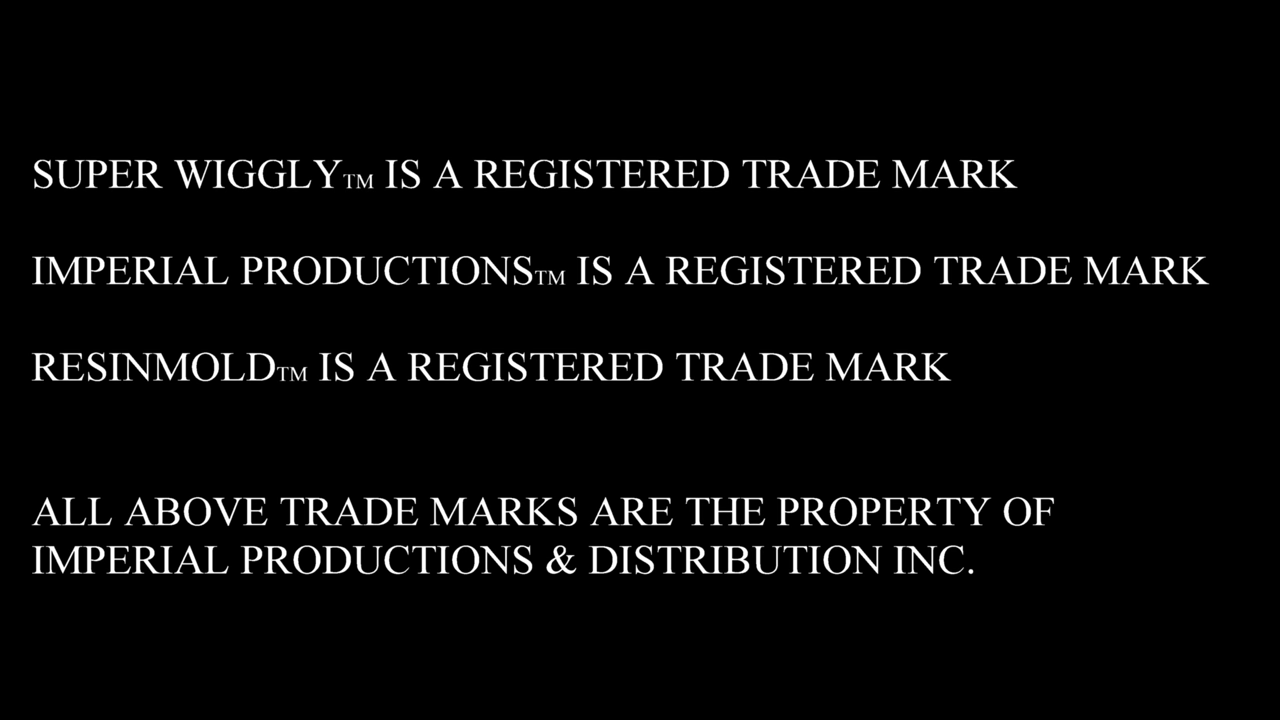 SUPER WIGGLYTM IS A REGISTERED TRADE MARK
IMPERIAL PRODUCTIONSTM IS A REGISTERED TRADE MARK
RESINMOLDTM IS A REGISTERED TRADE MARK
ALL ABOVE TRADE MARKS ARE THE PROPERTY OF
IMPERIAL PRODUCTIONS & DISTRIBUTION INC.